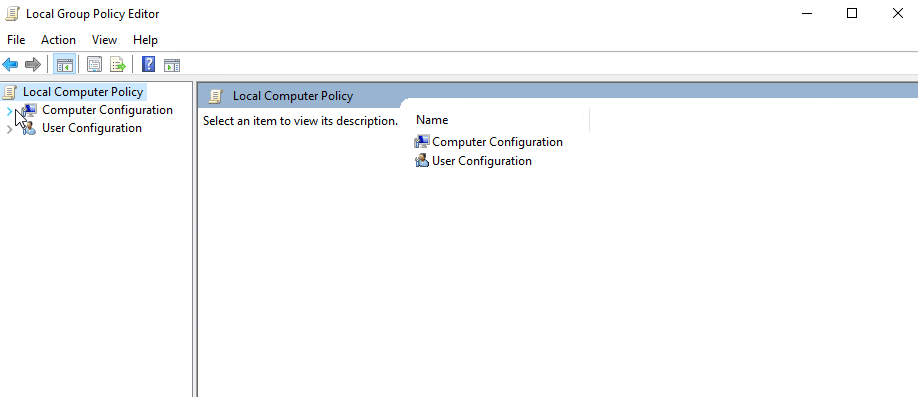 Local Group Policy Editor
File Action View Help
Local Computer Policy
Computer Configuration
User Configuration
Local Computer Policy
Select an item to view its description.
Name
Computer Configuration
User Configuration